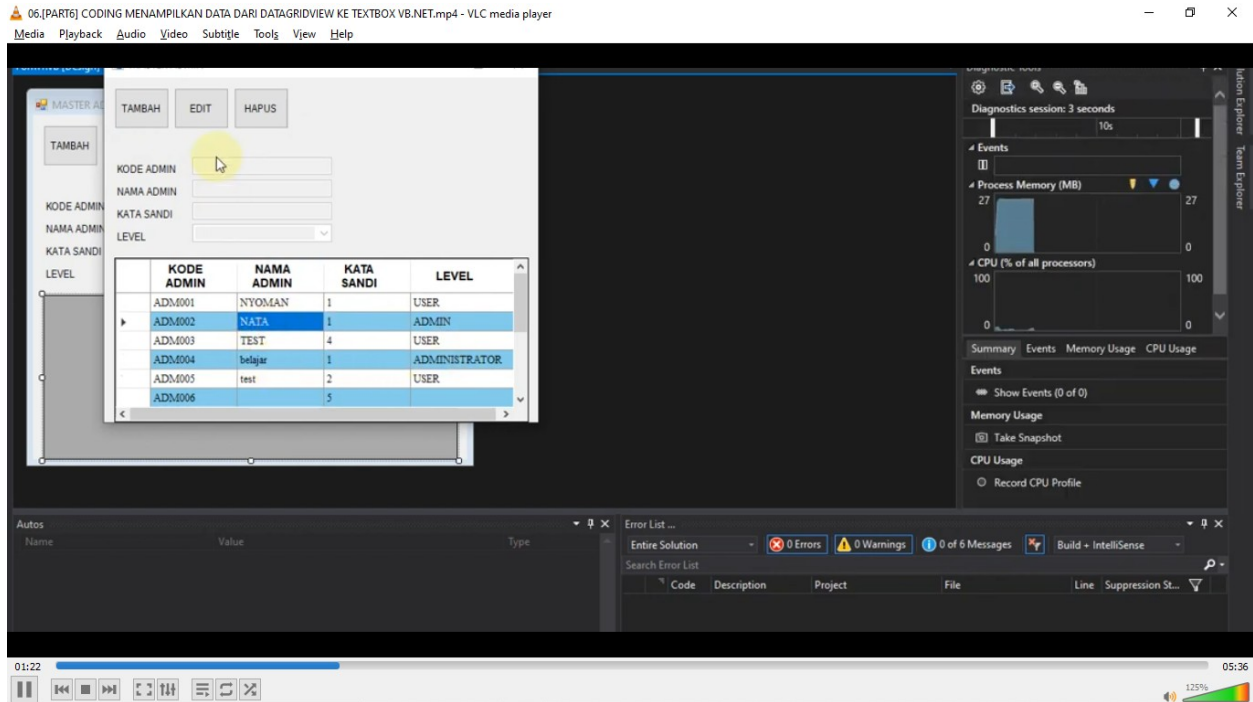 06.[PART6] CODING MENAMPILKAN DATA DARI DATAGRIDVIEW KE TEXTBOX VB.NET.mp4 - VLC media player
Media Playback Audio Video Subtitle Tools View Help
MASTER AD
TAMBAH
KODE ADMIN
NAMA ADMIN
KATA SANDI
LEVEL
TAMBAH EDIT HAPUS
KODE ADMIN
NAMA ADMIN
KATA SANDI
LEVEL
KODE ADMIN NAMA ADMIN KATA SANDI LEVEL
ADM001 NYOMAN 1 USER
ADM002 NATA 1 ADMIN
ADM003 TEST 4 USER
ADM004 belajar 1 ADMINISTRATOR
ADM005 test 2 USER
ADM006 5
Diagnostics session: 3 seconds
10s
Events
Process Memory (MB)
27 27
0 0
CPU (% of all processors)
100 100
0 0
Summary Events Memory Usage CPU Usage
Events
Show Events (0 of 0)
Memory Usage
Take Snapshot
CPU Usage
Record CPU Profile
Team Explorer
Autos
Name Value Type
Error List ...
Entire Solution 0 Errors 0 Warnings 0 of 6 Messages Build + IntelliSense
Search Error List
Code Description Project File Line Suppression St...
01:22 05:36
125%